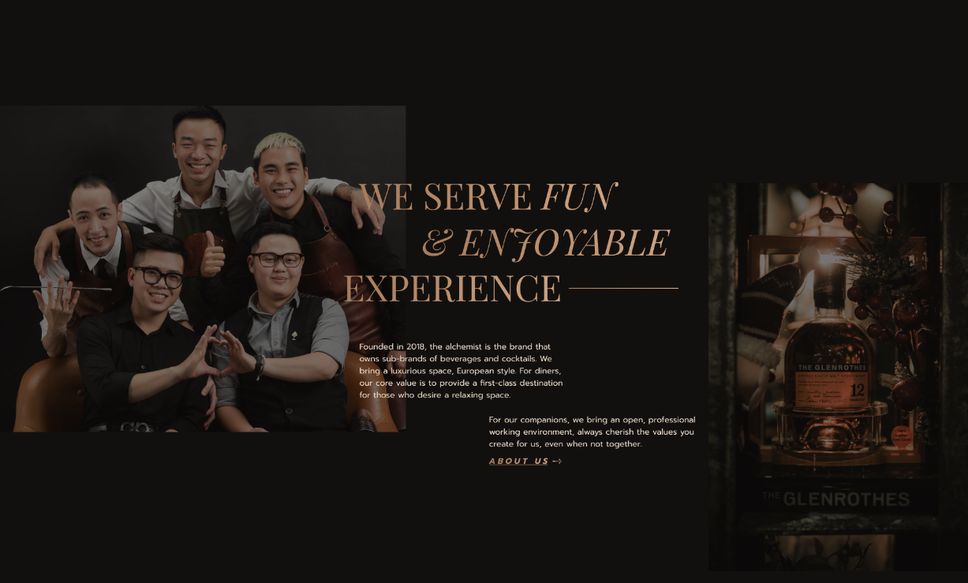 WE SERVE FUN
& ENJOYABLE
EXPERIENCE
Founded in 2018, the alchemist is the brand that
owns sub-brands of beverages and cocktails. We
bring a luxurious space, European style. For diners,
our core value is to provide a first-class destination
for those who desire a relaxing space.
For our companions, we bring an open, professional
working environment, always cherish the values you
create for us, even when not together.
ABOUT US
THE GLENROTHES
12
THE GLENROTHES